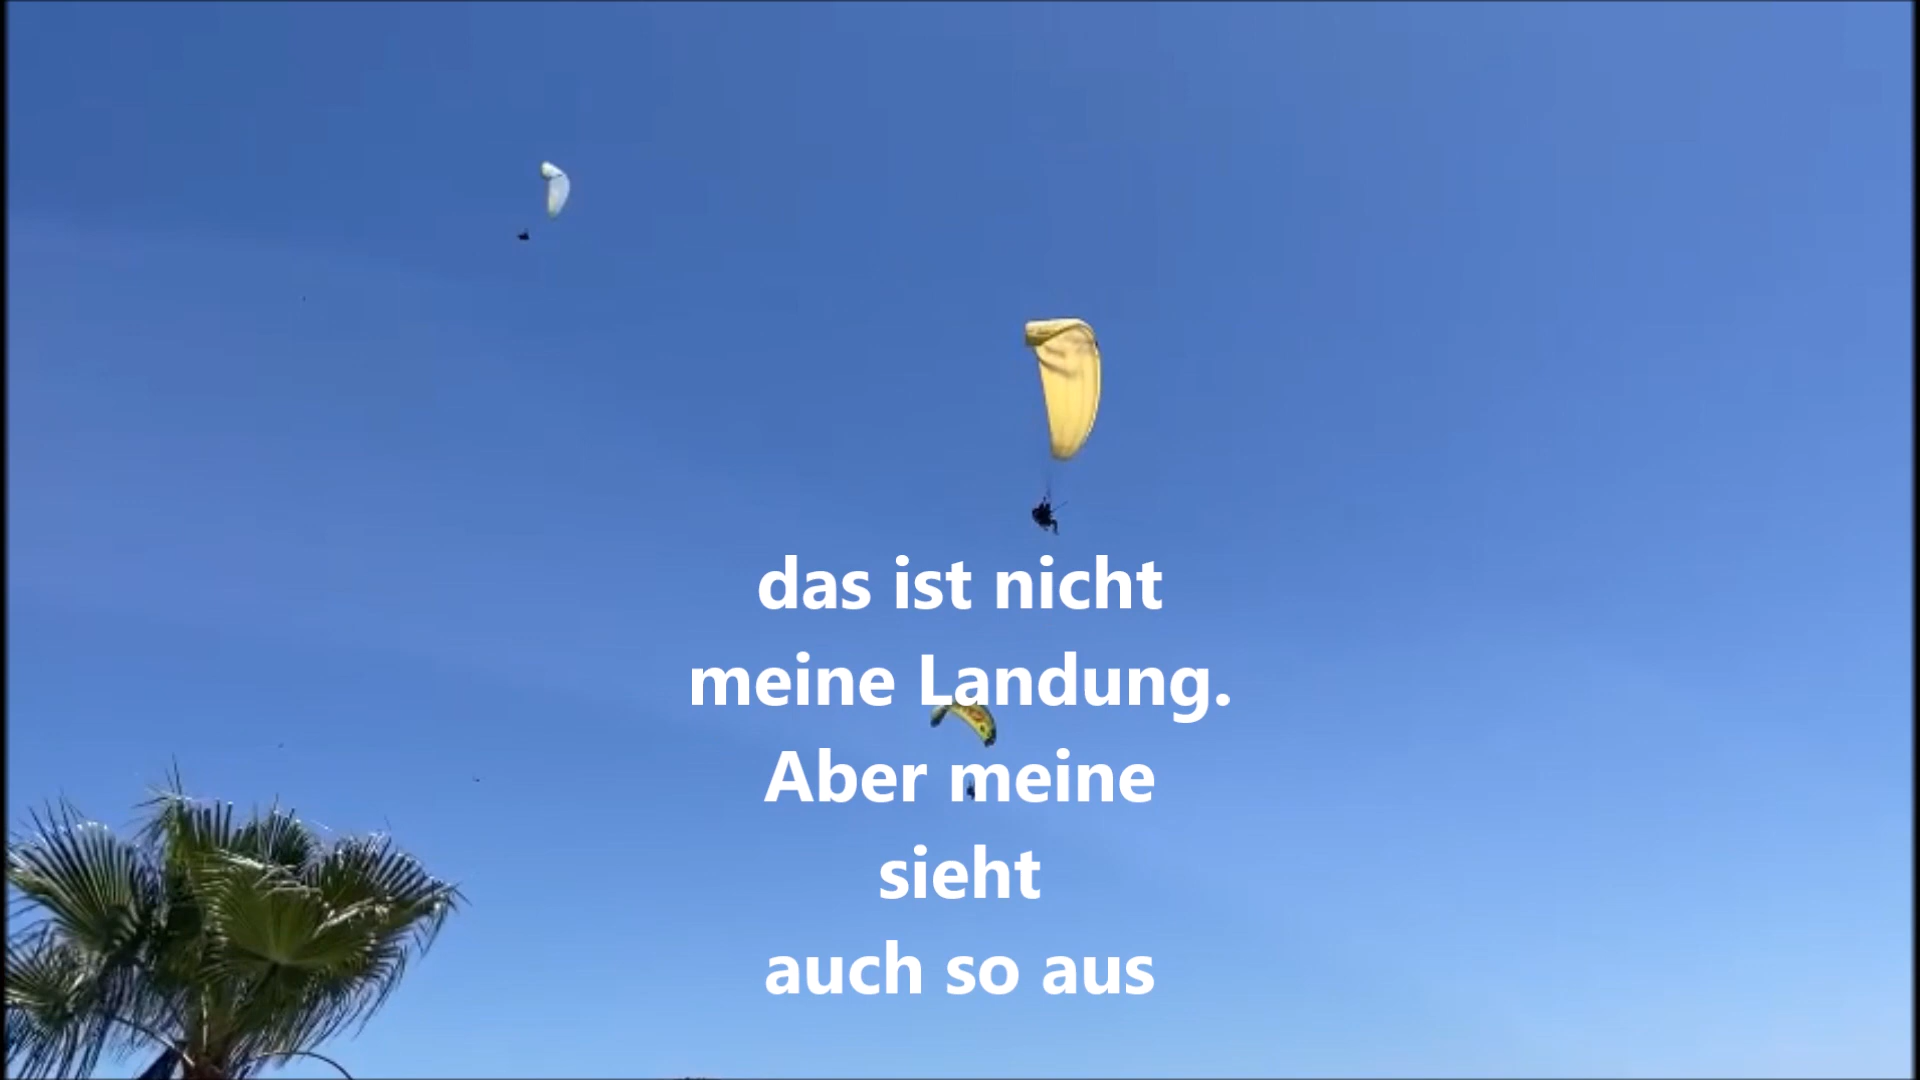 das ist nicht
meine Landung.
Aber meine
sieht
auch so aus